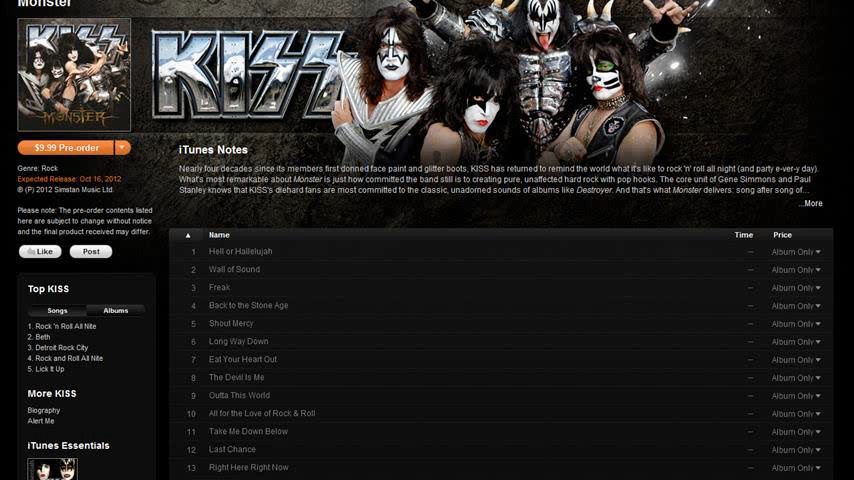 Monster
KISS
MONSTER
$9.99 Pre-order
Genre: Rock
Expected Release: Oct 16, 2012
℗ (P) 2012 Simstan Music Ltd.
Please note: The pre-order contents listed
here are subject to change without notice
and the final product received may differ.
Like
Post
iTunes Notes
Nearly four decades since its members first donned face paint and glitter boots, KISS has returned to remind the world what it's like to rock 'n' roll all night (and party e-ver-y day).
What's most remarkable about Monster is just how committed the band still is to creating pure, unaffected hard rock with pop hooks. The core unit of Gene Simmons and Paul
Stanley knows that KISS's diehard fans are most committed to the classic, unadorned sounds of albums like Destroyer. And that's what Monster delivers: song after song of...
...More
Name Time Price
1 Hell or Hallelujah -- Album Only
2 Wall of Sound -- Album Only
3 Freak -- Album Only
4 Back to the Stone Age -- Album Only
5 Shout Mercy -- Album Only
6 Long Way Down -- Album Only
7 Eat Your Heart Out -- Album Only
8 The Devil Is Me -- Album Only
9 Outta This World -- Album Only
10 All for the Love of Rock & Roll -- Album Only
11 Take Me Down Below -- Album Only
12 Last Chance -- Album Only
13 Right Here Right Now -- Album Only
Top KISS
Songs Albums
1. Rock 'n Roll All Nite
2. Beth
3. Detroit Rock City
4. Rock and Roll All Nite
5. Lick It Up
More KISS
Biography
Alert Me
iTunes Essentials